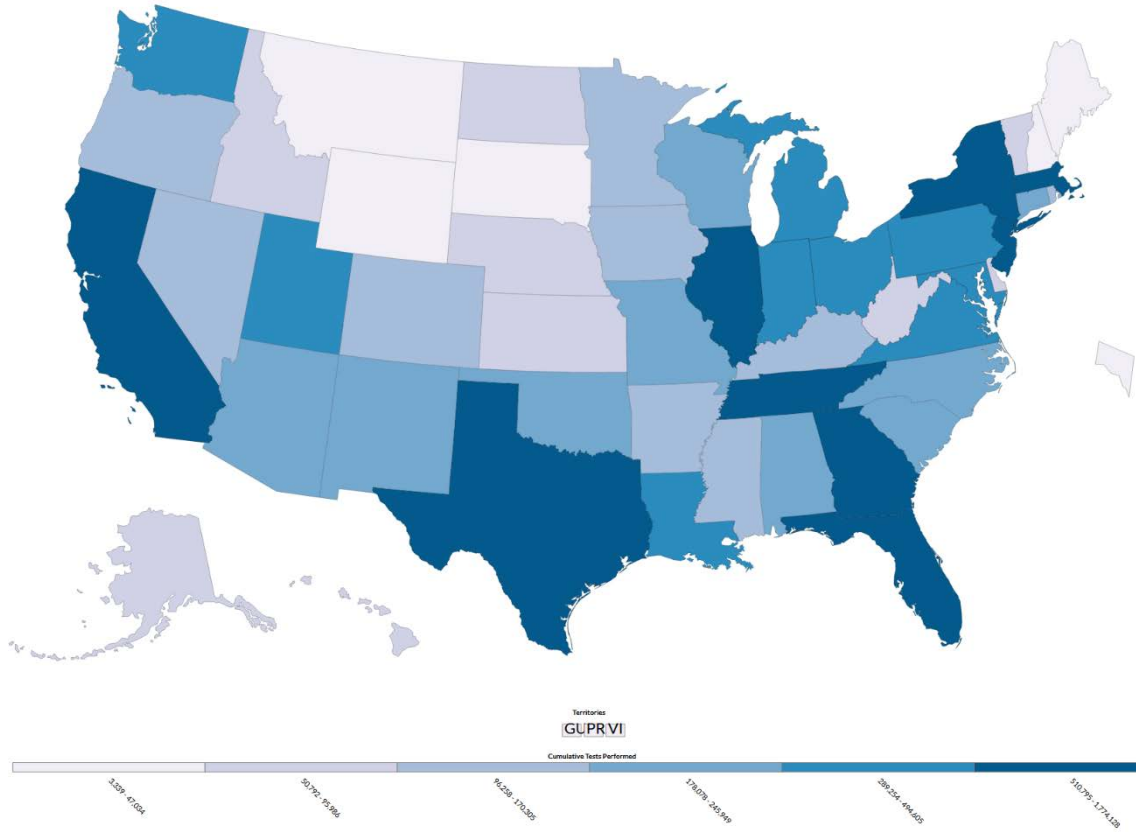 Territories
GU PR VI
Cumulative Tests Performed
3,339 - 47,034
50,792 - 95,986
96,258 - 170,305
178,078 - 245,949
289,254 - 494,605
510,795 - 1,774,128